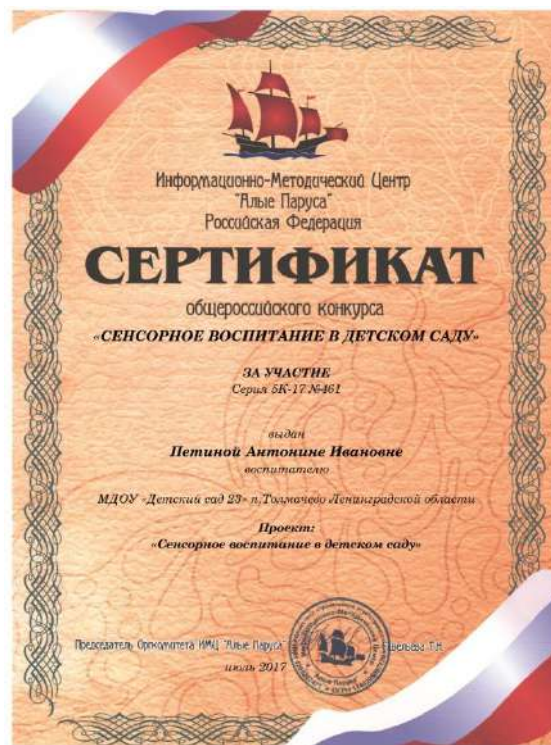 Информационно-Методический Центр
"Алые Паруса"
Российская Федерация
СЕРТИФИКАТ
общероссийского конкурса
«СЕНСОРНОЕ ВОСПИТАНИЕ В ДЕТСКОМ САДУ»
ЗА УЧАСТИЕ
Серия 5К-17 №461
выдан
Петиной Антонине Ивановне
воспитателю
МДОУ «Детский сад 23» п.Толмачево Ленинградской области
Проект:
«Сенсорное воспитание в детском саду»
Председатель Оргкомитета ИМЦ "Алые Паруса"
июль 2017